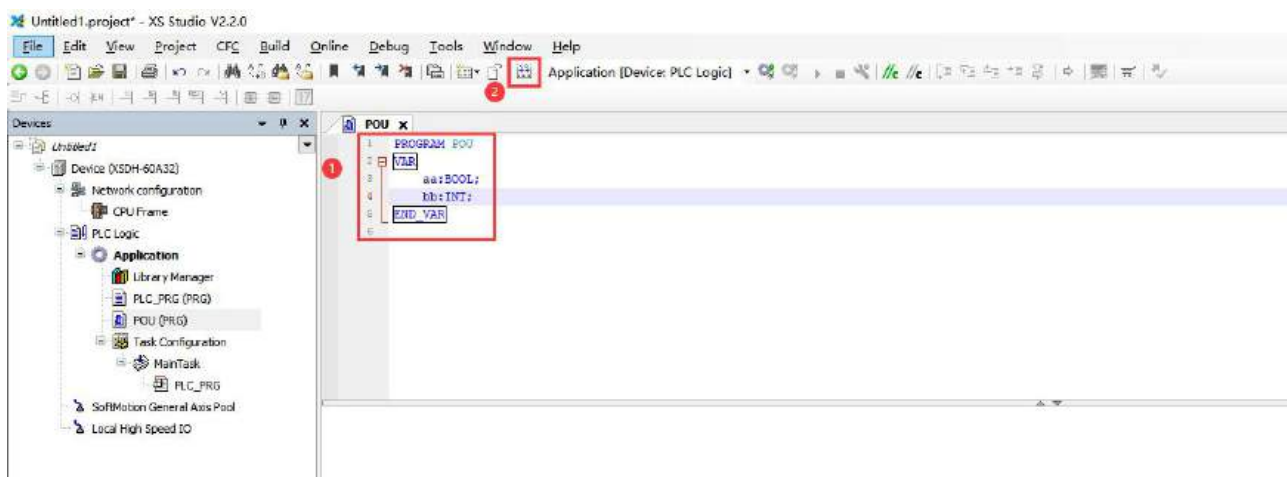 Untitled1.project* - XS Studio V2.2.0
File Edit View Project CFC Build Online Debug Tools Window Help
Application [Device: PLC Logic]
2
Devices
POU x
Untitled1
Device (XSDH-60A32)
Network configuration
CPU Frame
PLC Logic
Application
Library Manager
PLC_PRG (PRG)
POU (PRG)
Task Configuration
MainTask
PLC_PRG
SoftMotion General Axis Pool
Local High Speed IO
1
1 PROGRAM POU
2 VAR
3 aa:BOOL;
4 bb:INT;
5 END_VAR
6